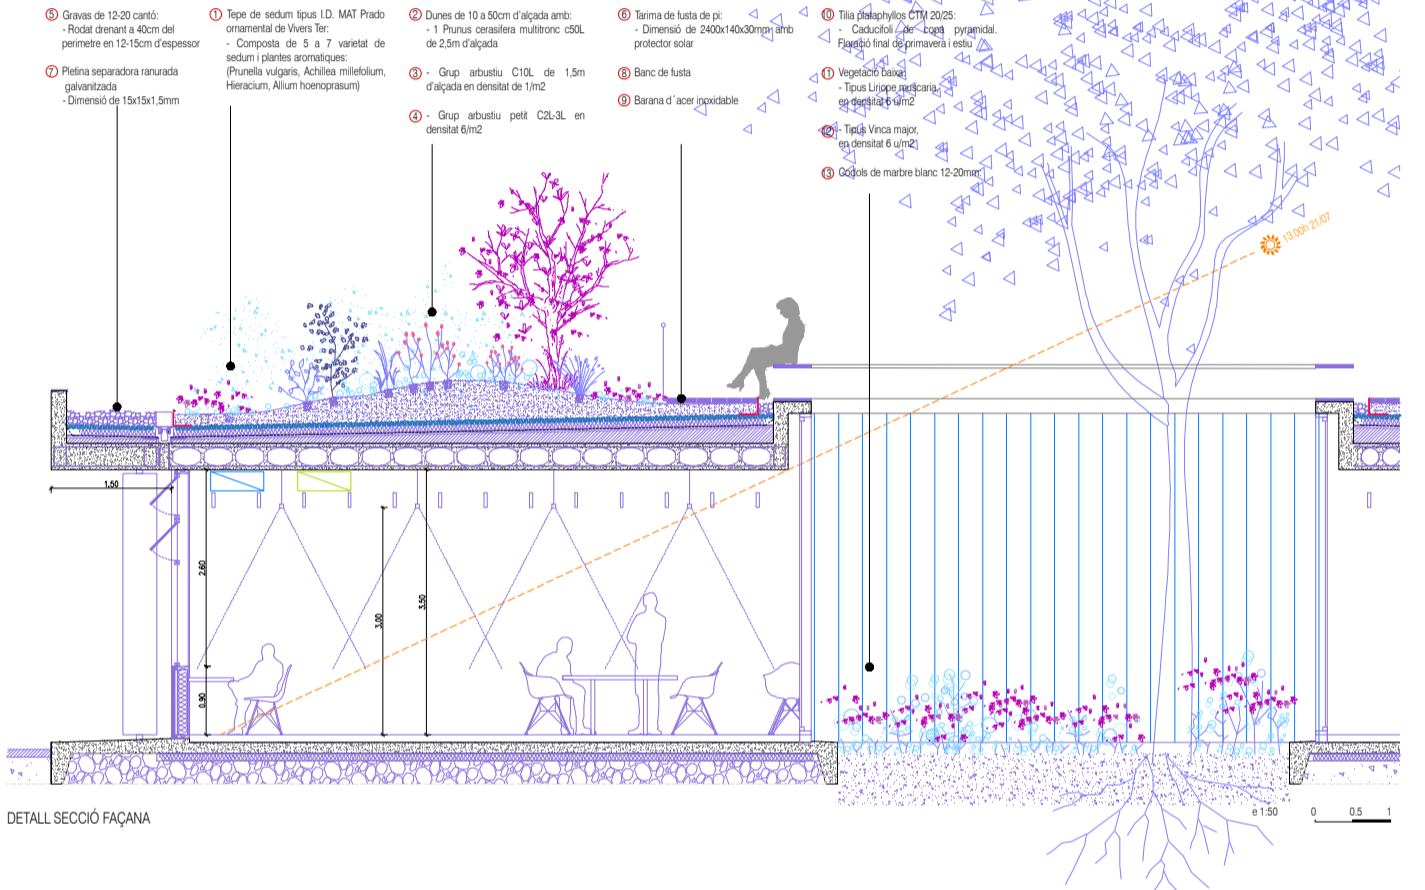 ⑤ Gravas de 12-20 cantó:
- Rodat drenant a 40cm del
perimetre en 12-15cm d'espessor
⑦ Pletina separadora ranurada
galvanitzada
- Dimensió de 15x15x1,5mm
① Tepe de sedum tipus I.D. MAT Prado
ornamental de Vivers Ter:
- Composta de 5 a 7 varietat de
sedum i plantes aromatiques:
(Prunella vulgaris, Achillea millefolium,
Hieracium, Allium hoenoprasum)
② Dunes de 10 a 50cm d'alçada amb:
- 1 Prunus cerasifera multitronc c50L
de 2,5m d'alçada
③ - Grup arbustiu C10L de 1,5m
d'alçada en densitat de 1/m2
④ - Grup arbustiu petit C2L-3L en
densitat 6/m2
⑥ Tarima de fusta de pi:
- Dimensió de 2400x140x30mm amb
protector solar
⑧ Banc de fusta
⑨ Barana d´acer inoxidable
⑩ Tilia plataphyllos CTM 20/25:
- Caducifoli de copa pyramidal.
Floració final de primavera i estiu
⑪ Vegetació baixa:
- Tipus Liriope muscaria,
en densitat 6 u/m2
⑫ - Tipus Vinca major,
en densitat 6 u/m2
⑬ Codols de marbre blanc 12-20mm
13.00h 21/07
1,50
2,60
3,00
3,50
0,90
DETALL SECCIÓ FAÇANA
e 1:50
0 0.5 1